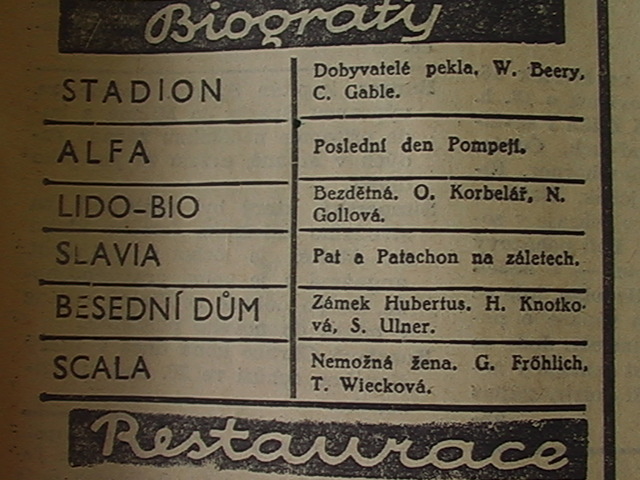 Biografy
STADION
Dobyvatelé pekla, W. Beery,
C. Gable.
ALFA
Poslední den Pompejí.
LIDO-BIO
Bezdětná. O. Korbelář, N.
Gollová.
SLAVIA
Pat a Patachon na záletech.
BESEDNÍ DŮM
Zámek Hubertus. H. Knotko-
vá, S. Ulner.
SCALA
Nemožná žena. G. Fröhlich,
T. Wiecková.
Restaurace